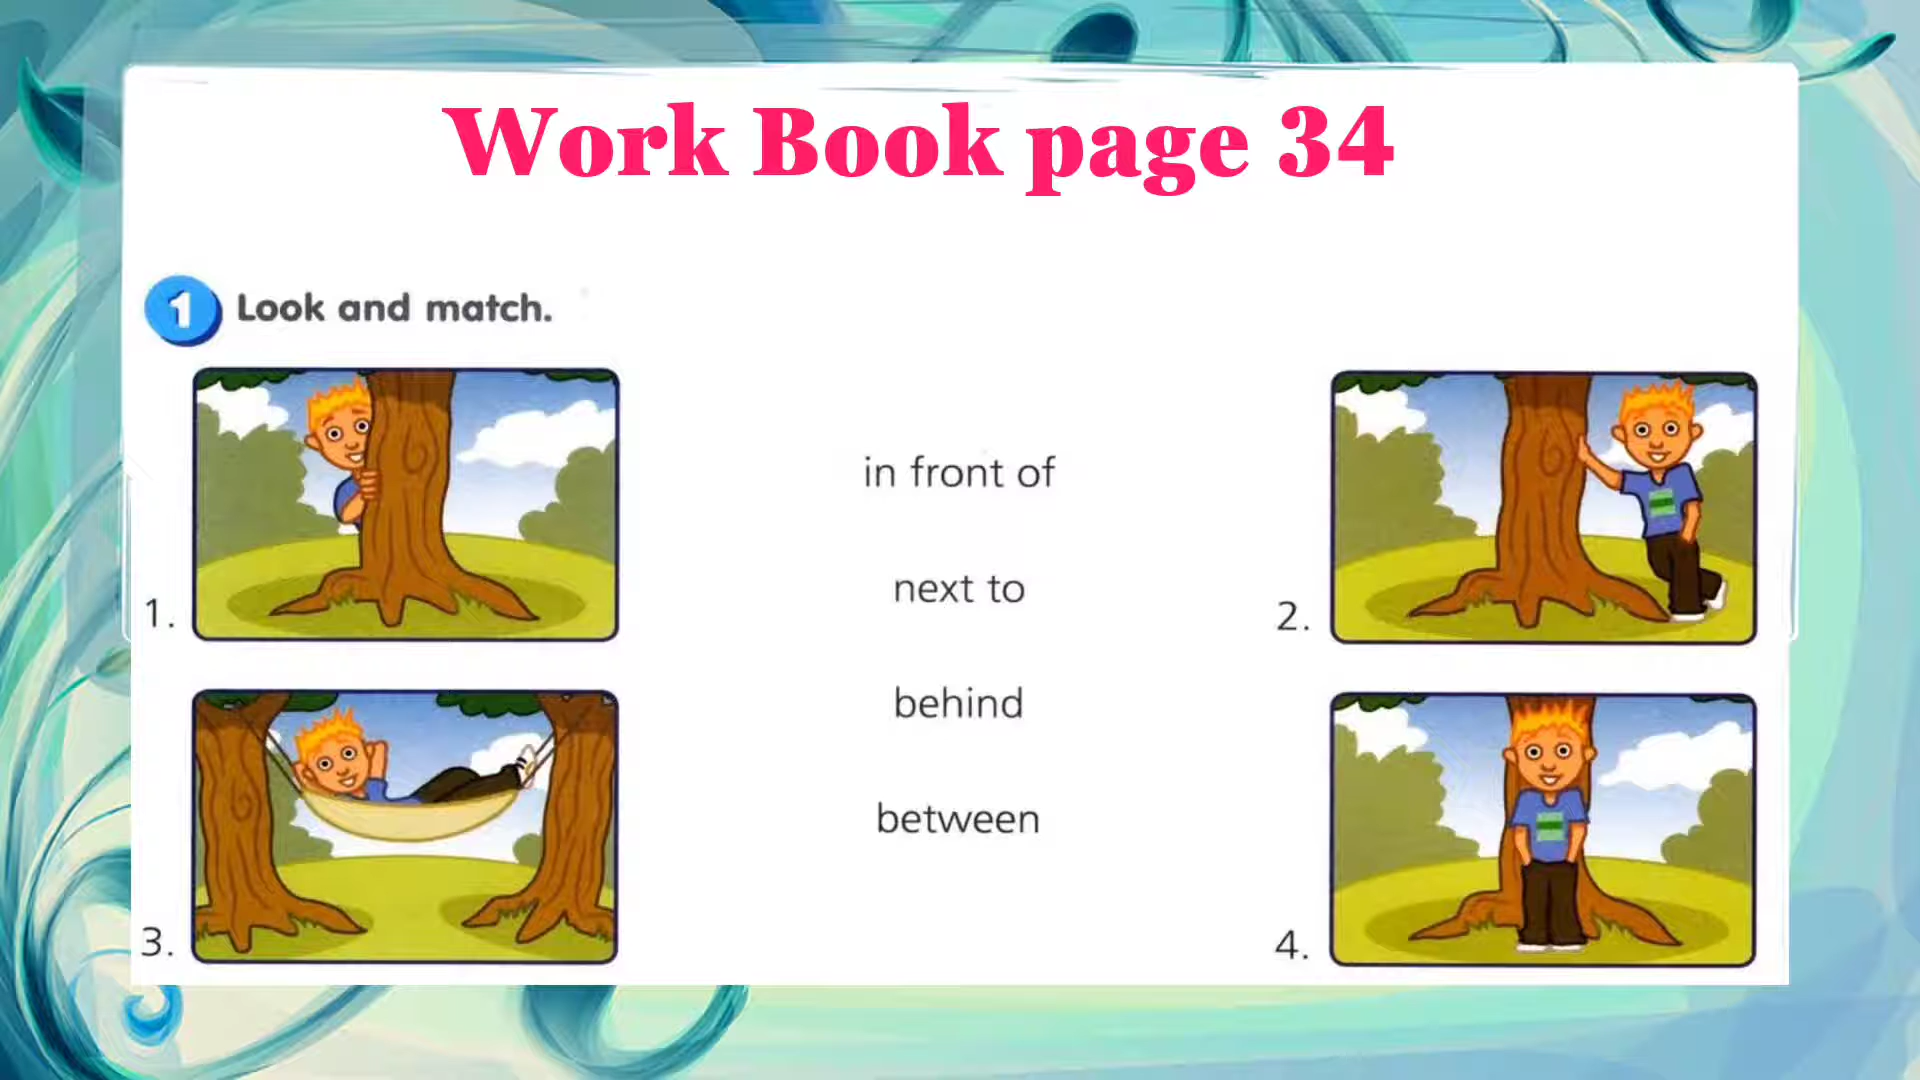 Work Book page 34
1 Look and match.
in front of
next to
1.
2.
behind
between
3.
4.